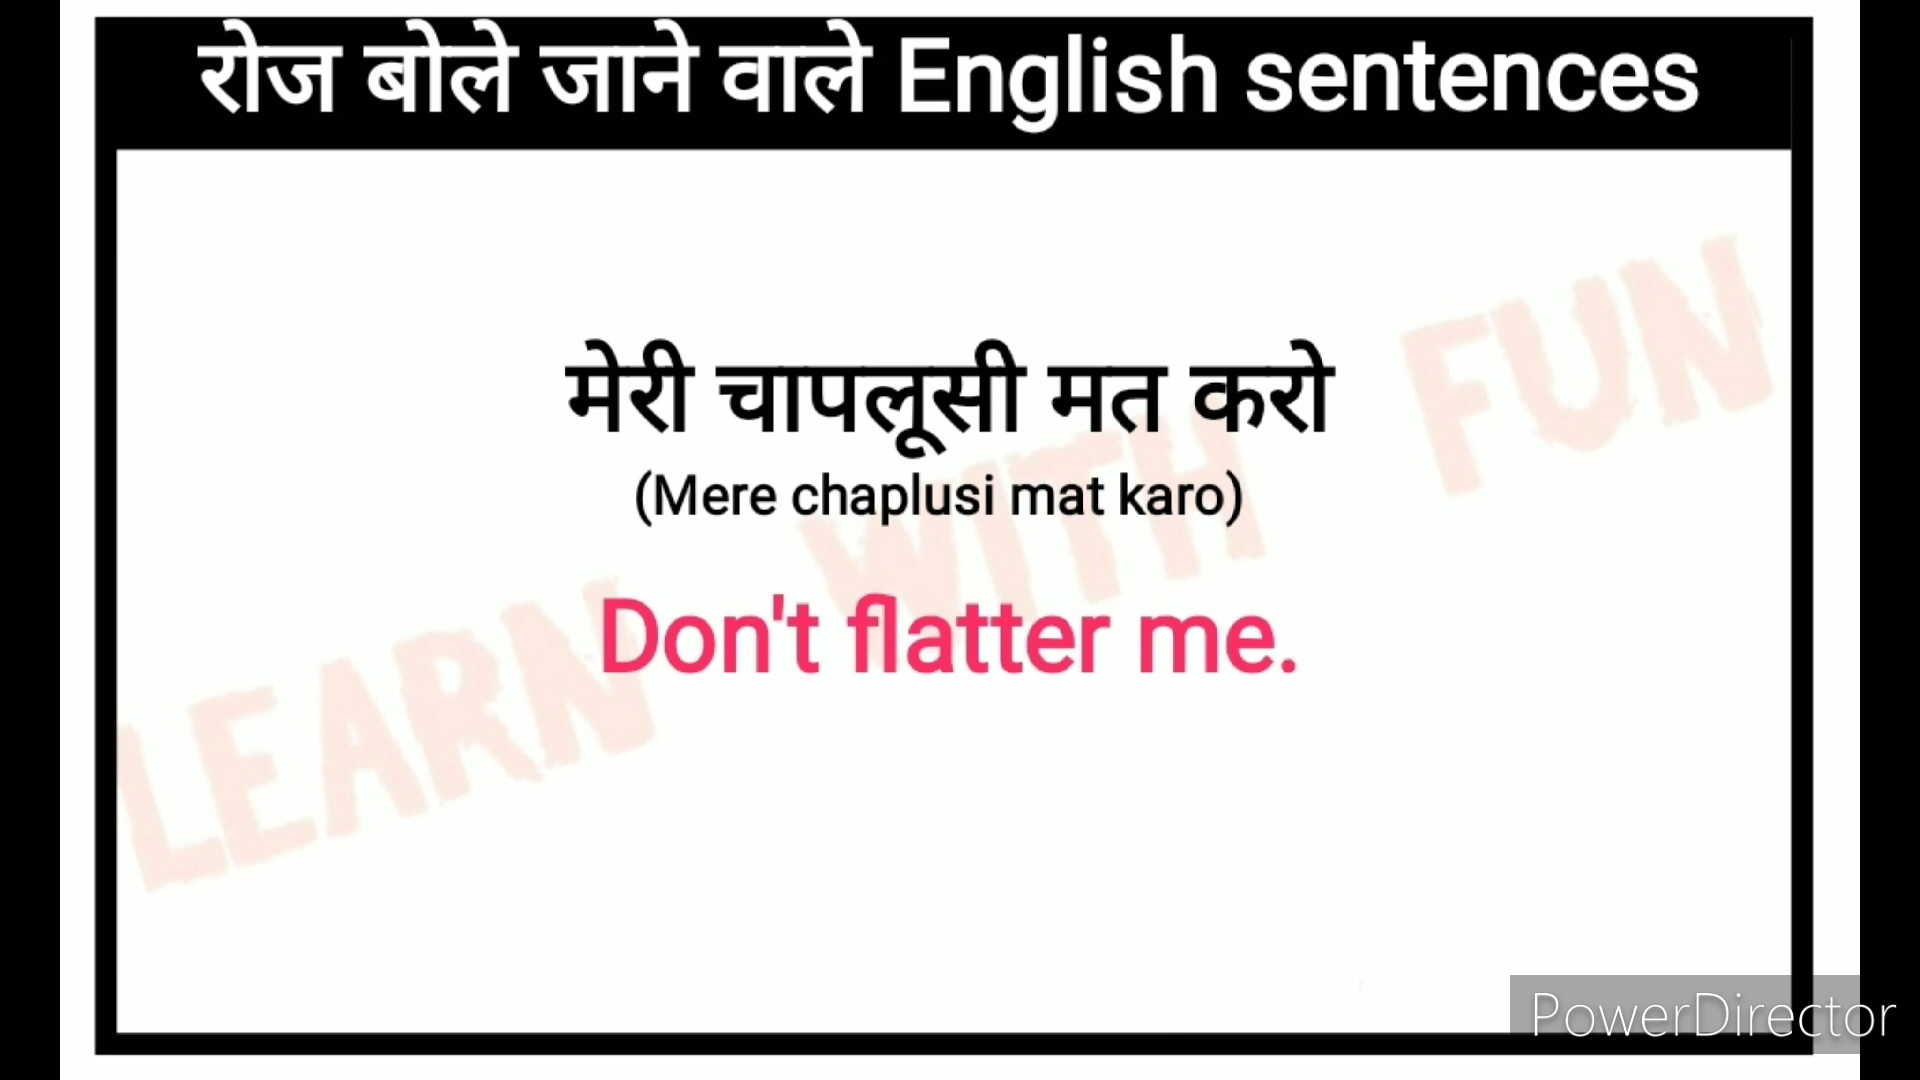 रोज बोले जाने वाले English sentences
मेरी चापलूसी मत करो
(Mere chaplusi mat karo)
Don't flatter me.
LEARN WITH FUN
PowerDirector